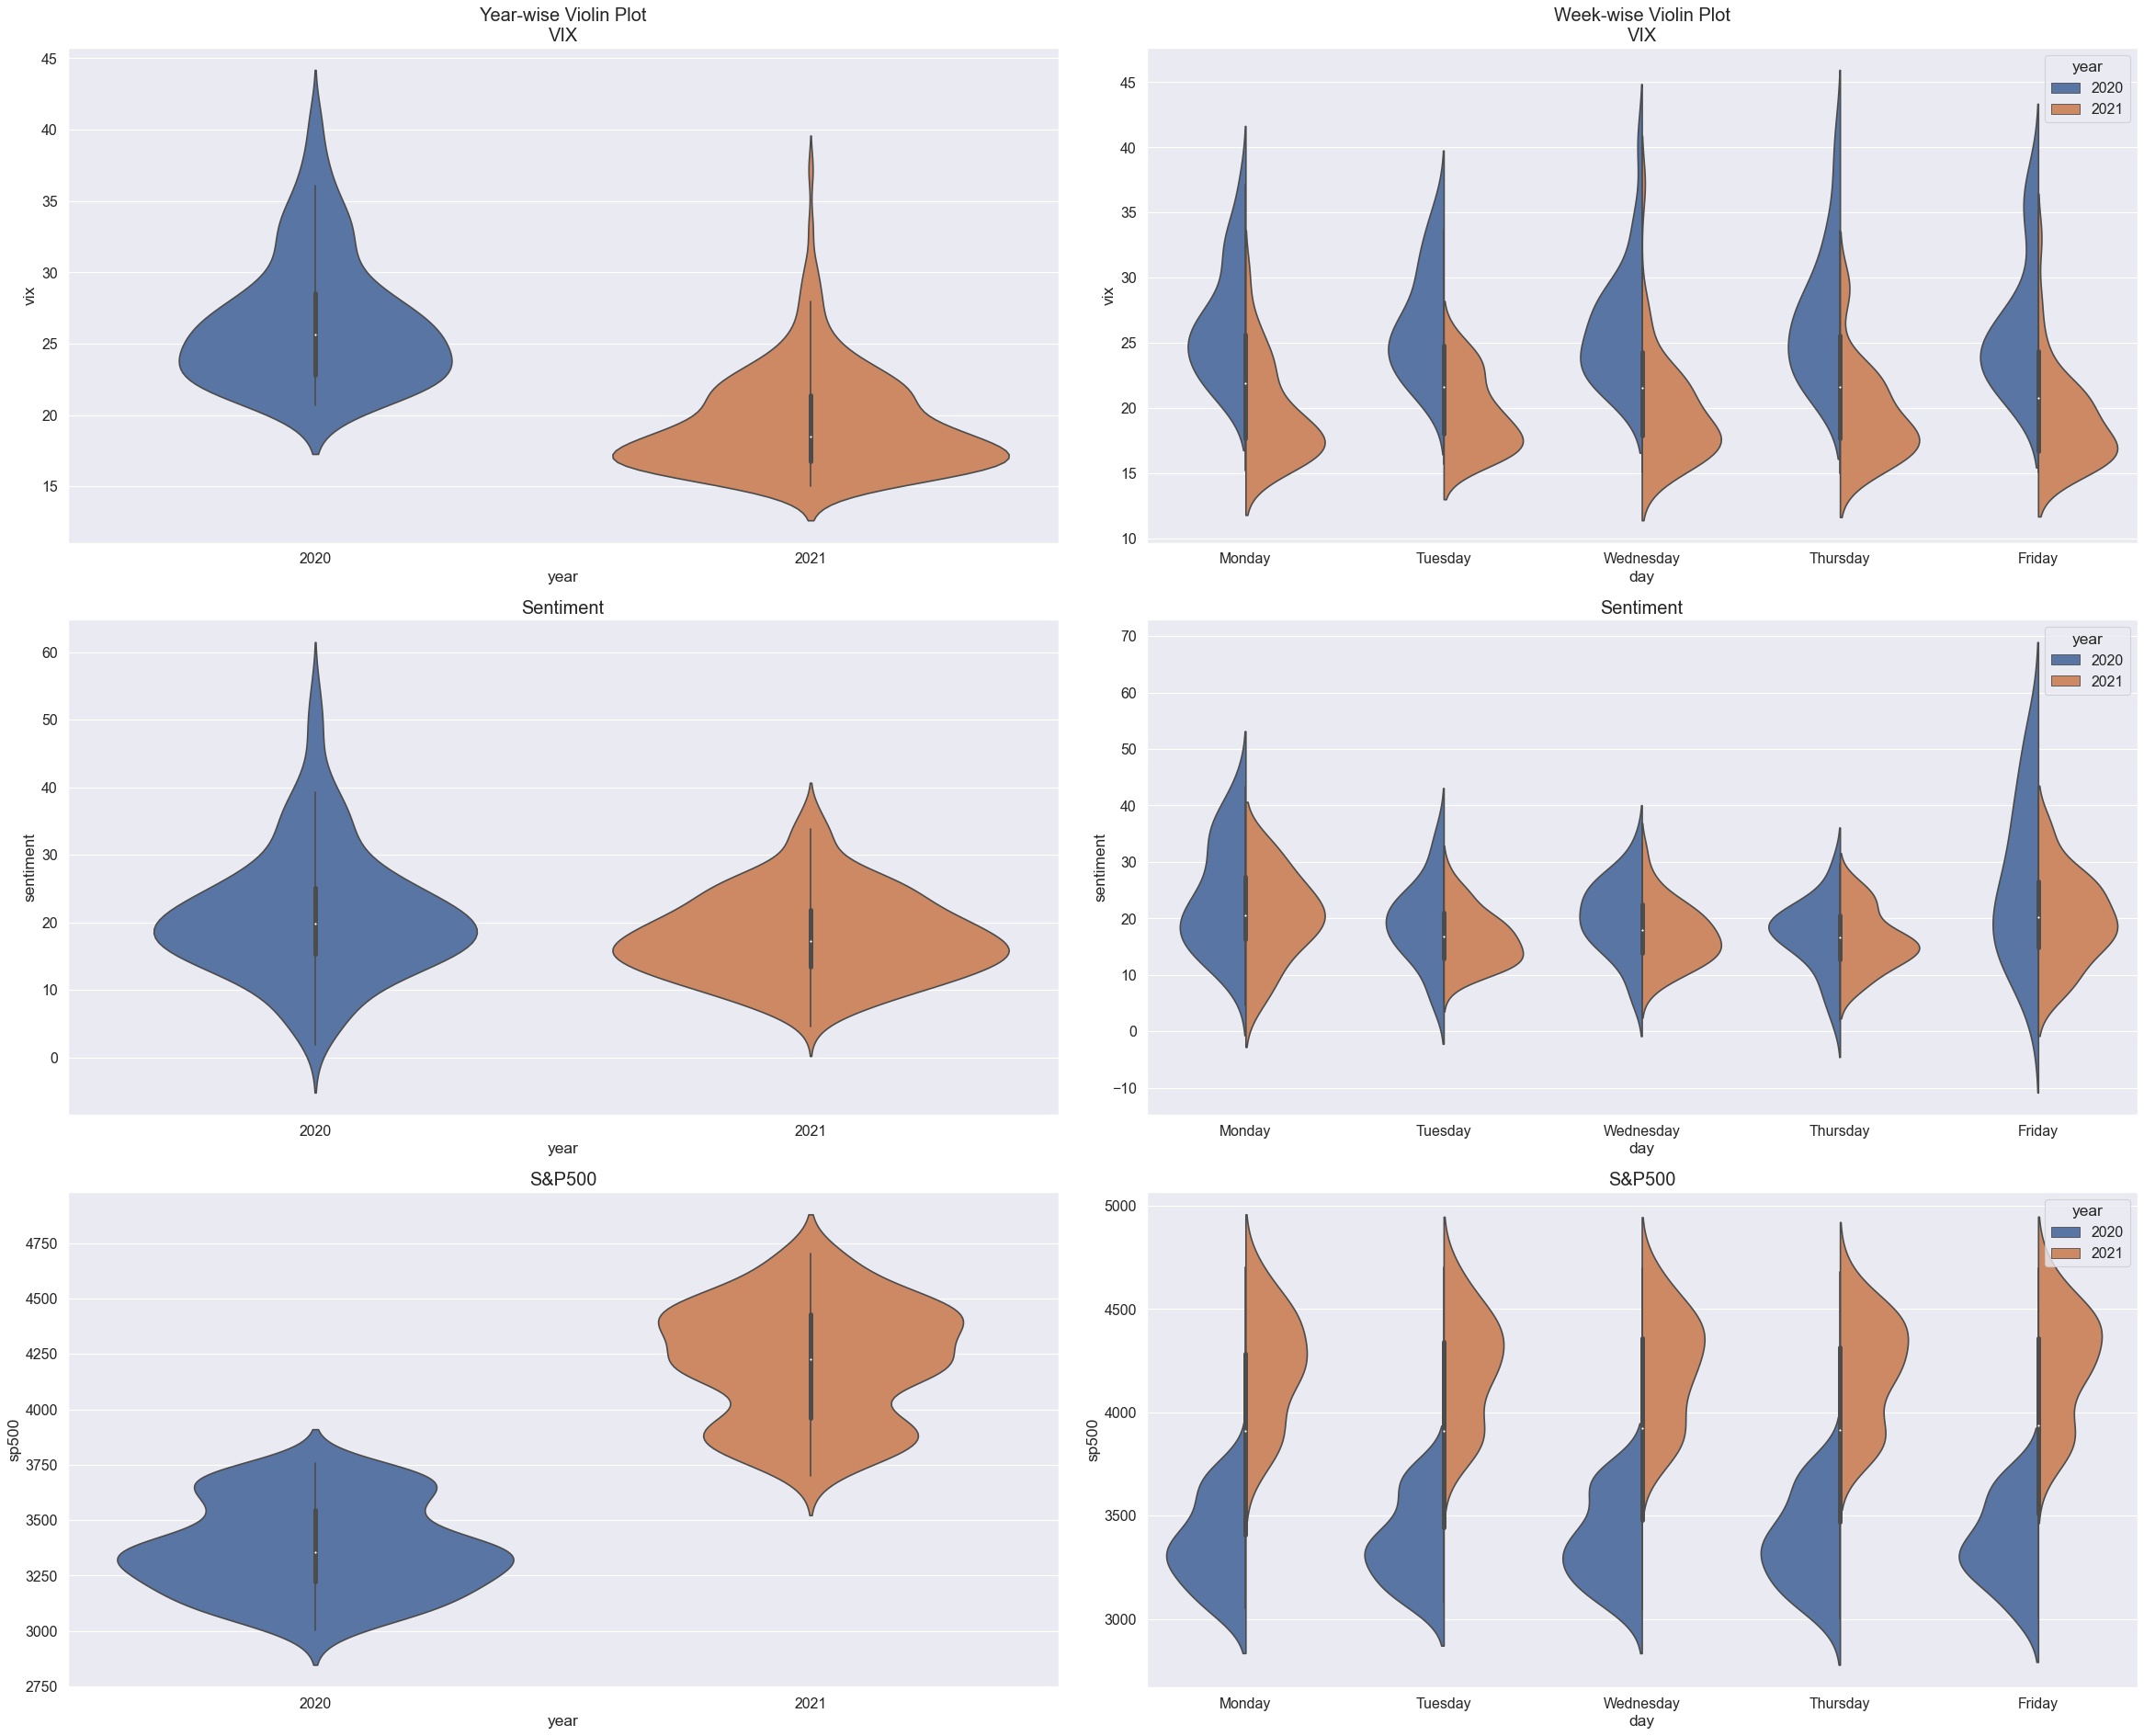 Year-wise Violin Plot
VIX
45
40
35
30
25
20
15
vix
2020 2021
year
Week-wise Violin Plot
VIX
year
2020
2021
45
40
35
30
25
20
15
10
vix
Monday Tuesday Wednesday Thursday Friday
day
Sentiment
60
50
40
30
20
10
0
sentiment
2020 2021
year
Sentiment
year
2020
2021
70
60
50
40
30
20
10
0
−10
sentiment
Monday Tuesday Wednesday Thursday Friday
day
S&P500
4750
4500
4250
4000
3750
3500
3250
3000
2750
sp500
2020 2021
year
S&P500
year
2020
2021
5000
4500
4000
3500
3000
sp500
Monday Tuesday Wednesday Thursday Friday
day